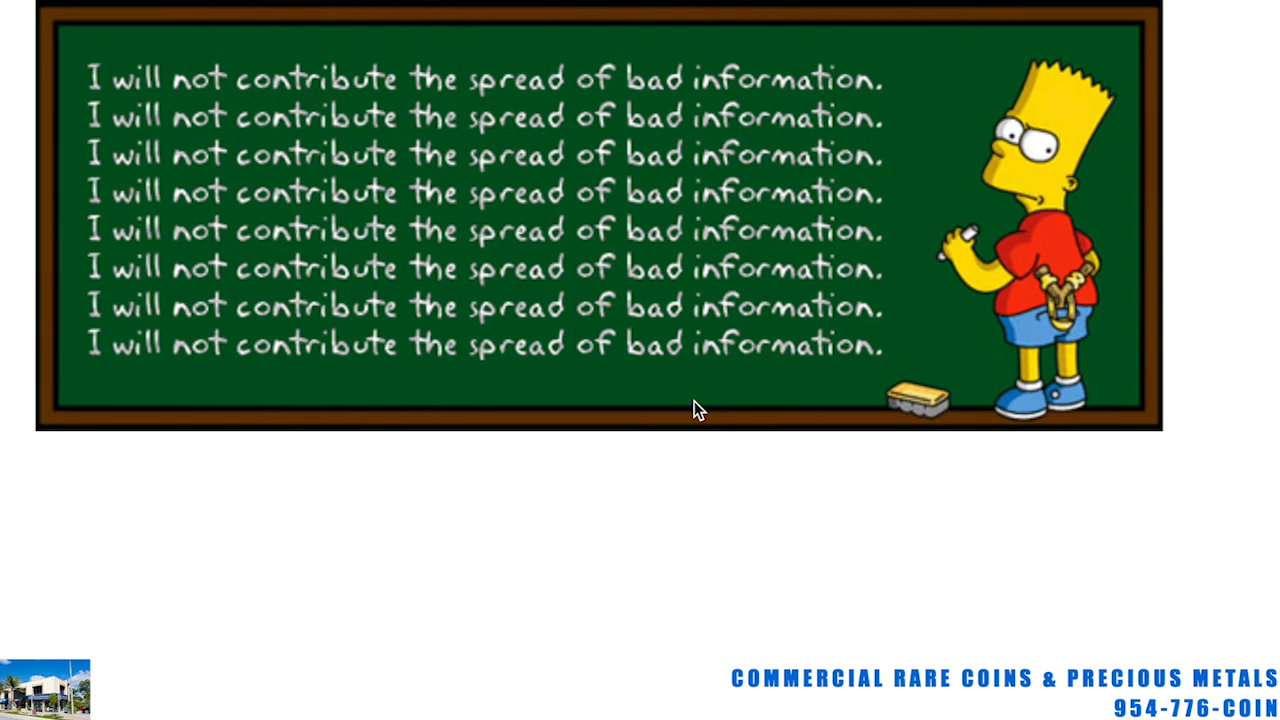 I will not contribute the spread of bad information.
I will not contribute the spread of bad information.
I will not contribute the spread of bad information.
I will not contribute the spread of bad information.
I will not contribute the spread of bad information.
I will not contribute the spread of bad information.
I will not contribute the spread of bad information.
I will not contribute the spread of bad information.
COMMERCIAL RARE COINS & PRECIOUS METALS
954-776-COIN